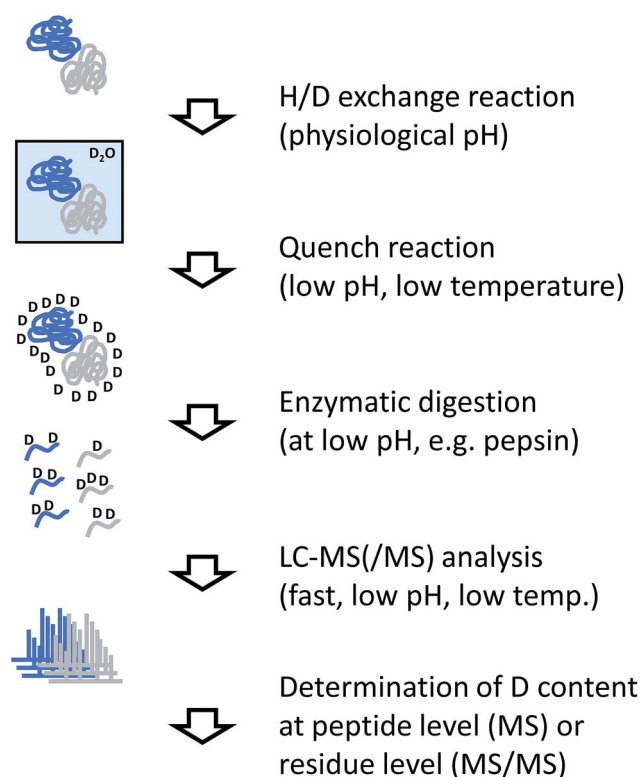 H/D exchange reaction
(physiological pH)
D₂O
Quench reaction
(low pH, low temperature)
D D D D
D D
D D
D D D
D D
D D
D D D D
Enzymatic digestion
(at low pH, e.g. pepsin)
D D D
D D D D D
D D D D
LC-MS(/MS) analysis
(fast, low pH, low temp.)
Determination of D content
at peptide level (MS) or
residue level (MS/MS)